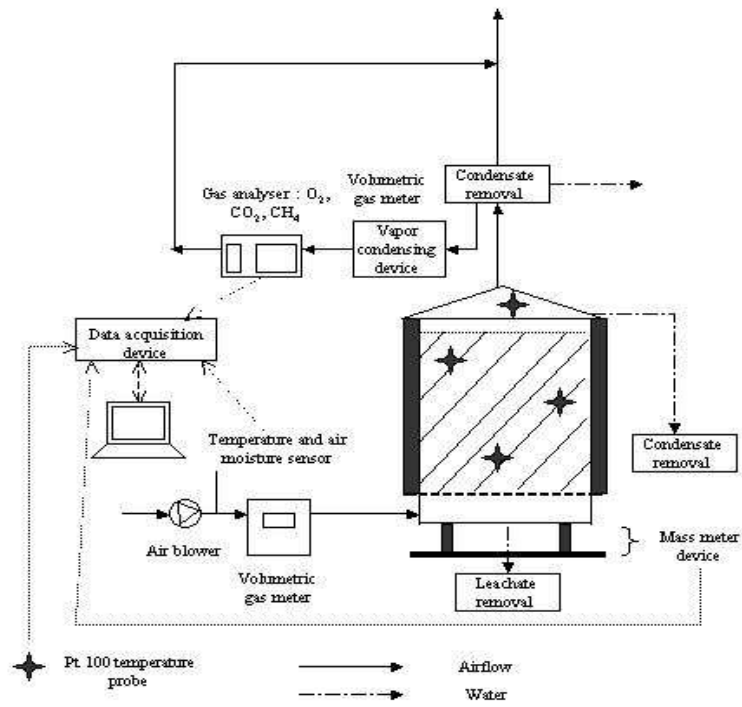 Condensate
removal
Volumetric
gas meter
Gas analyser : O2,
CO2, CH4
Vapor
condensing
device
Data acquisition
device
Temperature and air
moisture sensor
Condensate
removal
Air blower
Volumetric
gas meter
Mass meter
device
Leachate
removal
Pt 100 temperature
probe
Airflow
Water